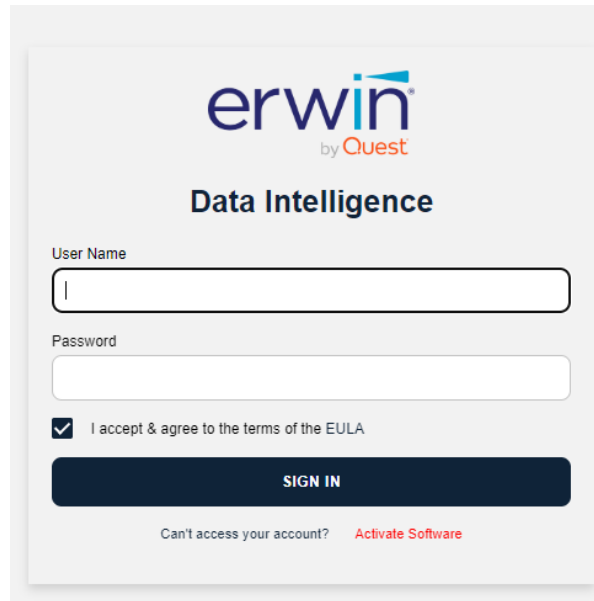 erwin®
by Quest
Data Intelligence
User Name
Password
I accept & agree to the terms of the EULA
SIGN IN
Can't access your account? Activate Software